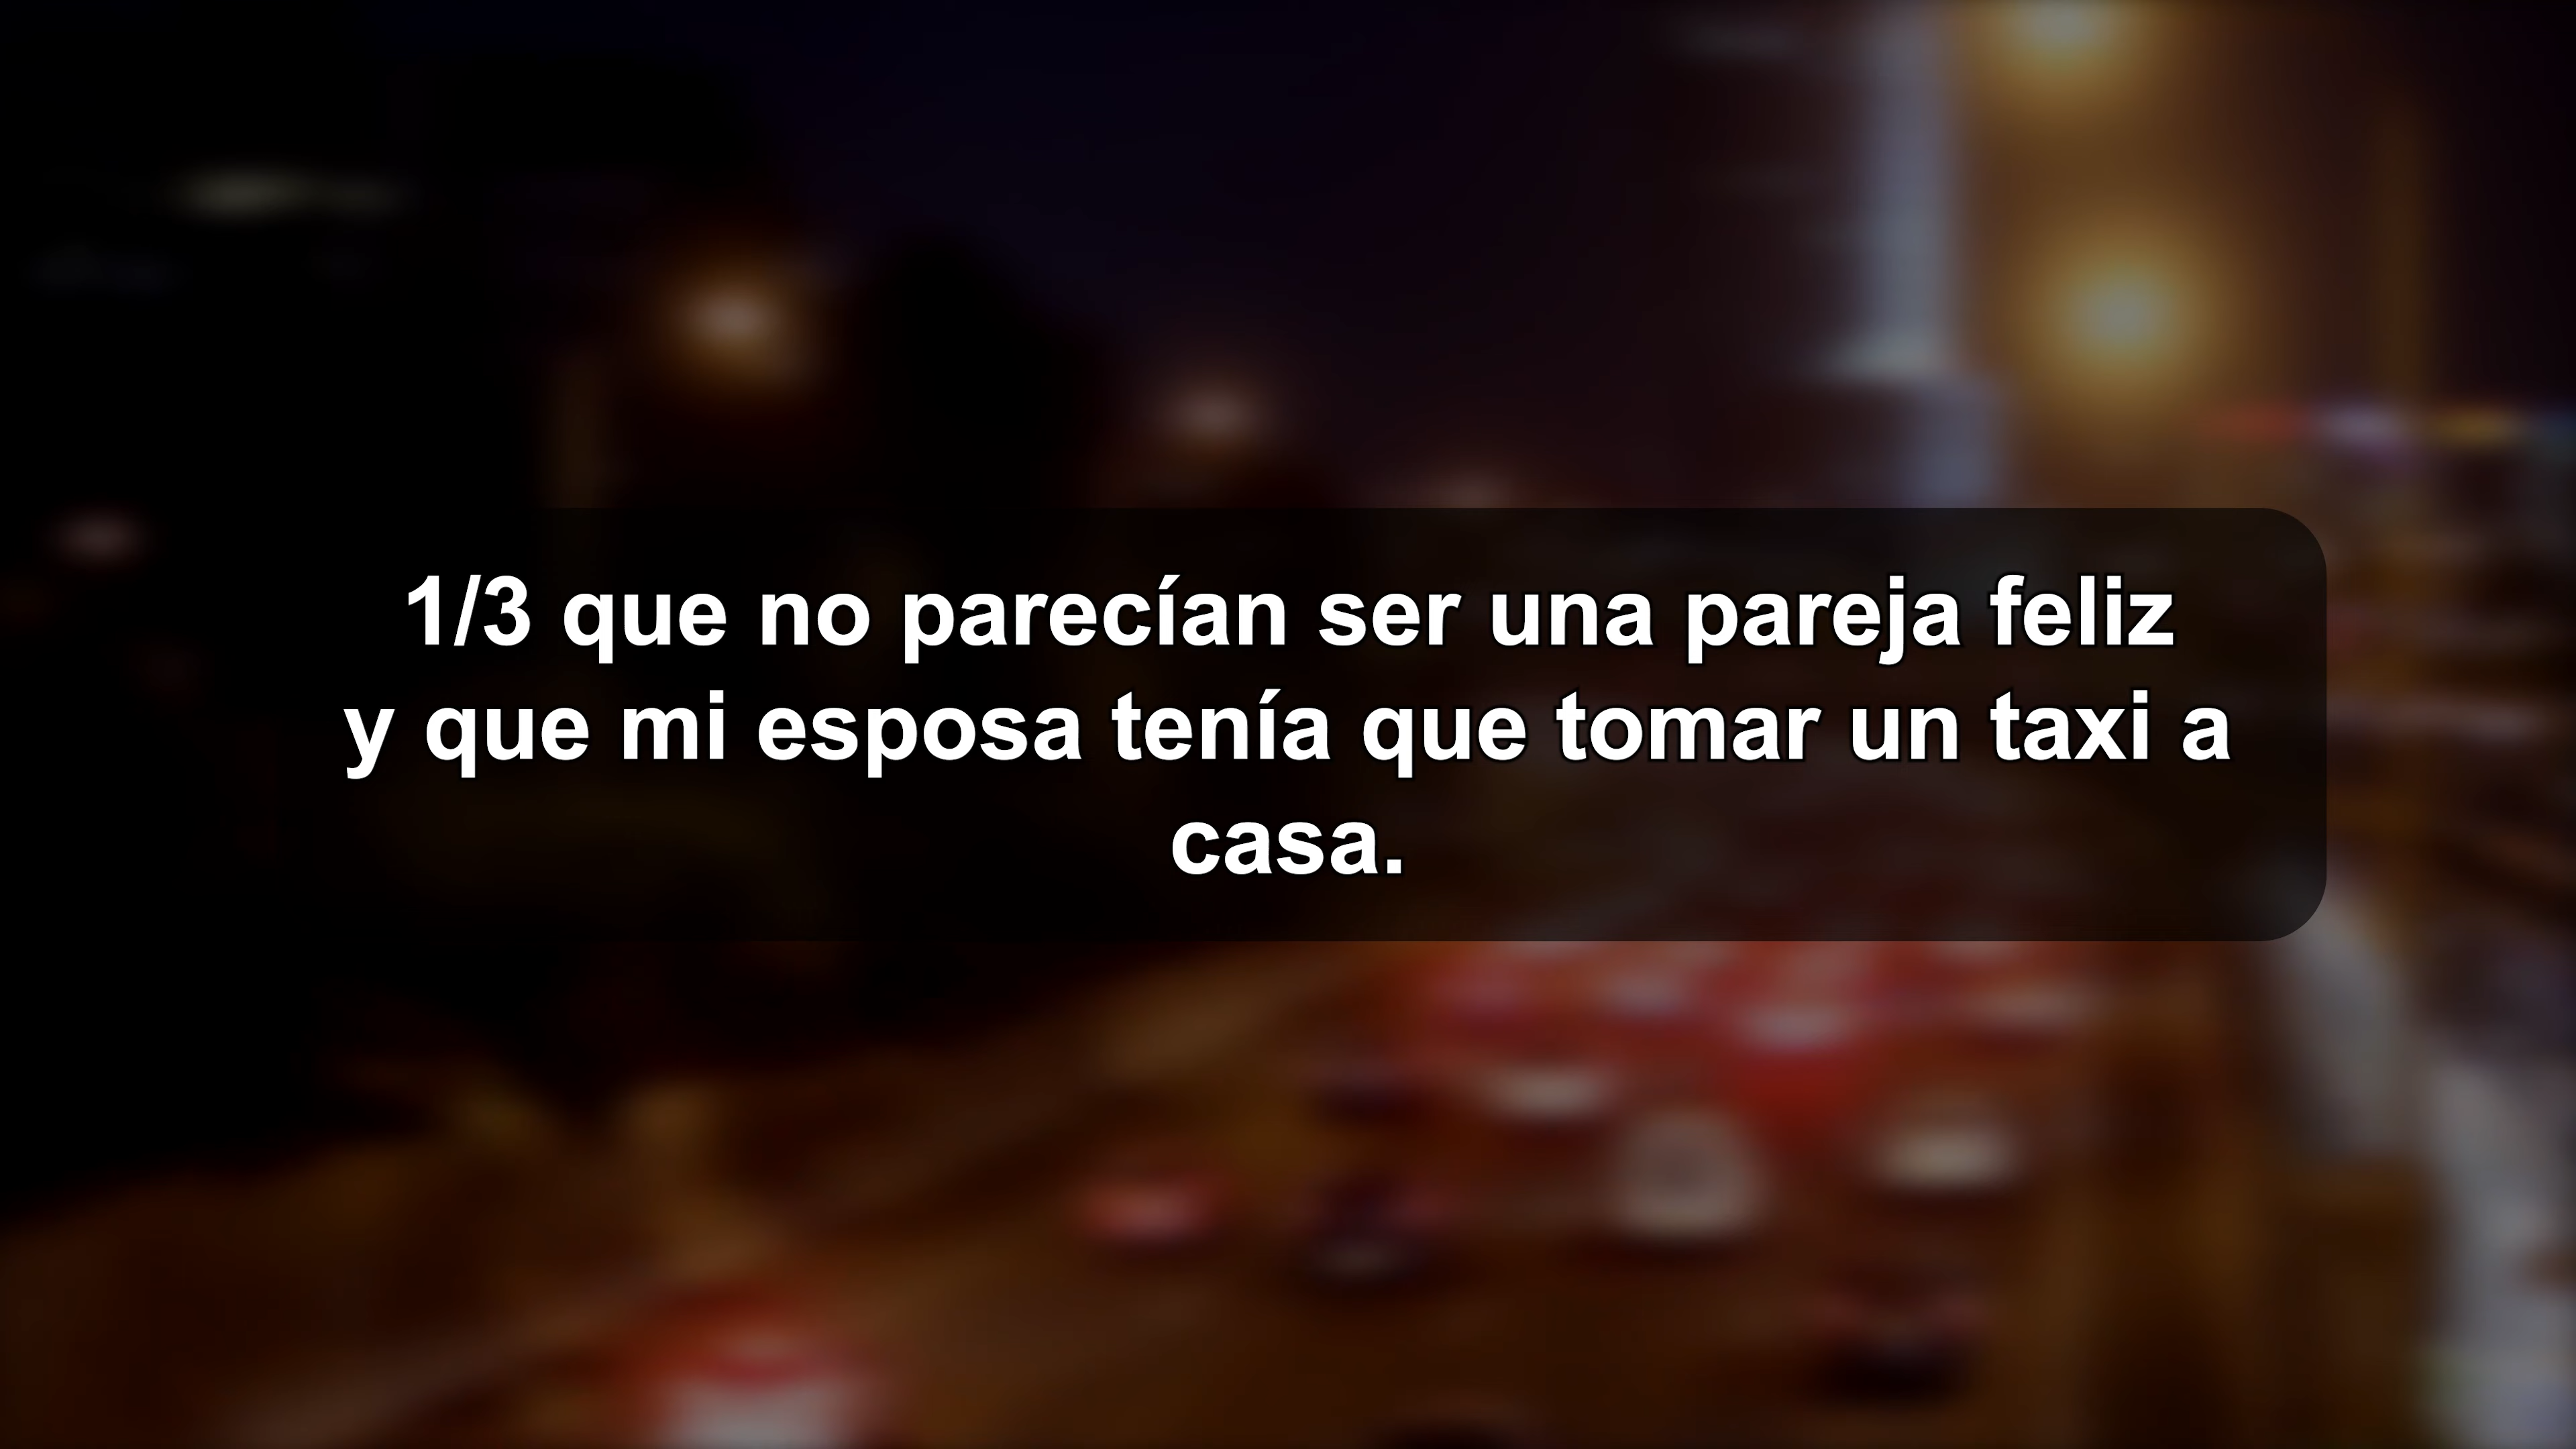 1/3 que no parecían ser una pareja feliz
y que mi esposa tenía que tomar un taxi a
casa.